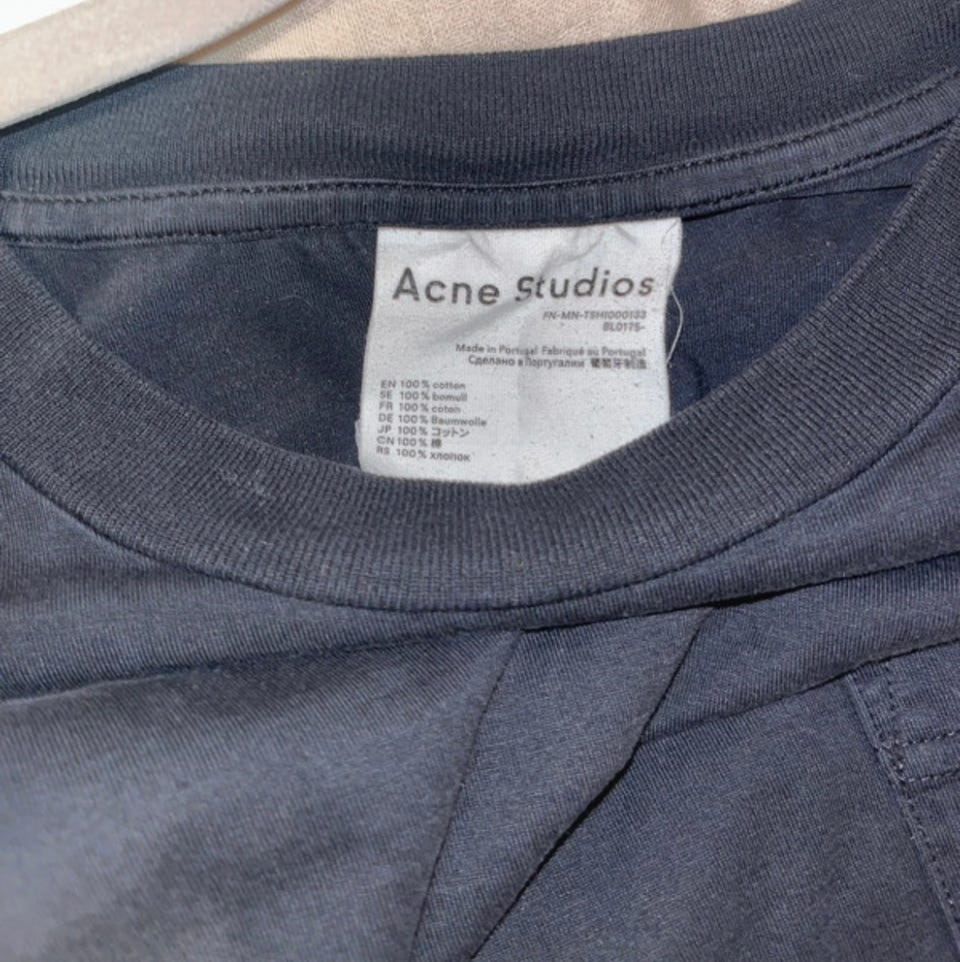 Acne Studios
FN-MN-TSHI000133
BL0175-
Made in Portugal Fabriqué au Portugal
Сделано в Португалии 葡萄牙制造
EN 100% cotton
SE 100% bomull
FR 100% coton
DE 100% Baumwolle
JP 100% コットン
CN 100% 棉
RS 100% хлопок